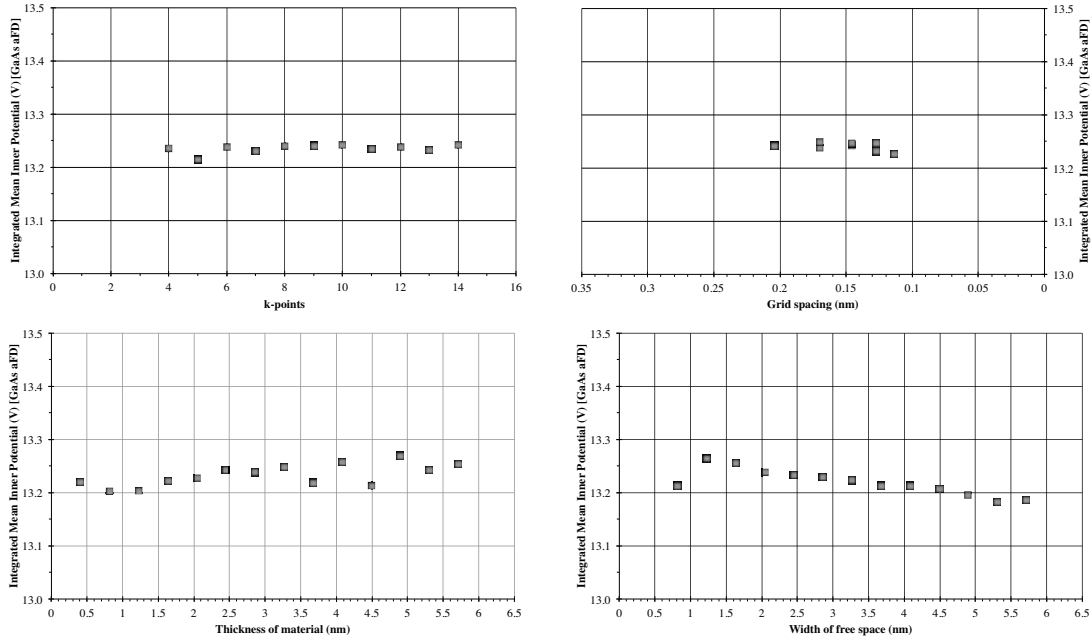 Integrated Mean Inner Potential (V) [GaAs aFD]
13.5
13.4
13.3
13.2
13.1
13.0
0 2 4 6 8 10 12 14 16
k-points
13.5
13.4
13.3
13.2
13.1
13.0
Integrated Mean Inner Potential (V) [GaAs aFD]
0.35 0.3 0.25 0.2 0.15 0.1 0.05 0
Grid spacing (nm)
Integrated Mean Inner Potential (V) [GaAs aFD]
13.5
13.4
13.3
13.2
13.1
13.0
0 0.5 1 1.5 2 2.5 3 3.5 4 4.5 5 5.5 6 6.5
Thickness of material (nm)
Integrated Mean Inner Potential (V) [GaAs aFD]
13.5
13.4
13.3
13.2
13.1
13.0
0 0.5 1 1.5 2 2.5 3 3.5 4 4.5 5 5.5 6 6.5
Width of free space (nm)